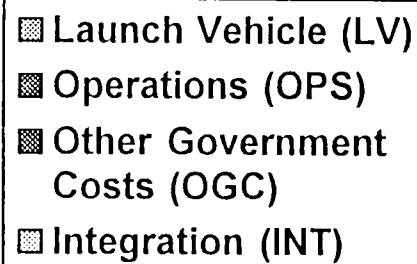 Launch Vehicle (LV)
Operations (OPS)
Other Government
Costs (OGC)
Integration (INT)